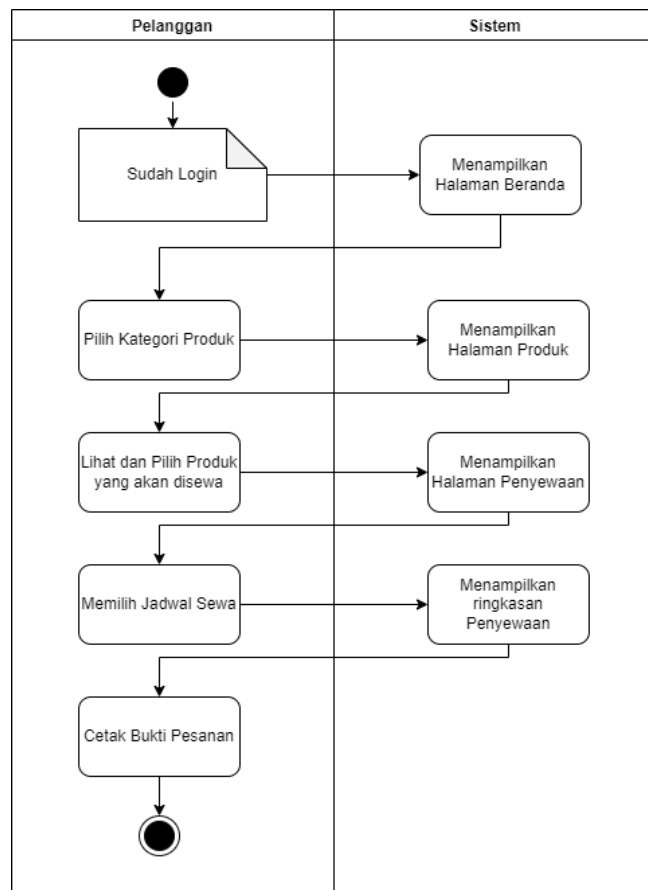 Pelanggan
Sistem
Sudah Login
Menampilkan
Halaman Beranda
Pilih Kategori Produk
Menampilkan
Halaman Produk
Lihat dan Pilih Produk
yang akan disewa
Menampilkan
Halaman Penyewaan
Memilih Jadwal Sewa
Menampilkan
ringkasan
Penyewaan
Cetak Bukti Pesanan